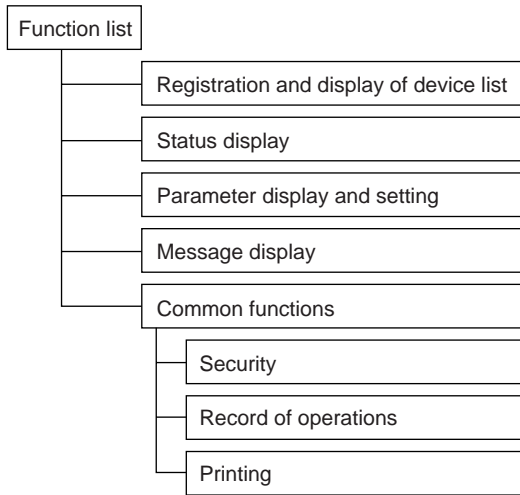 Function list
Registration and display of device list
Status display
Parameter display and setting
Message display
Common functions
Security
Record of operations
Printing